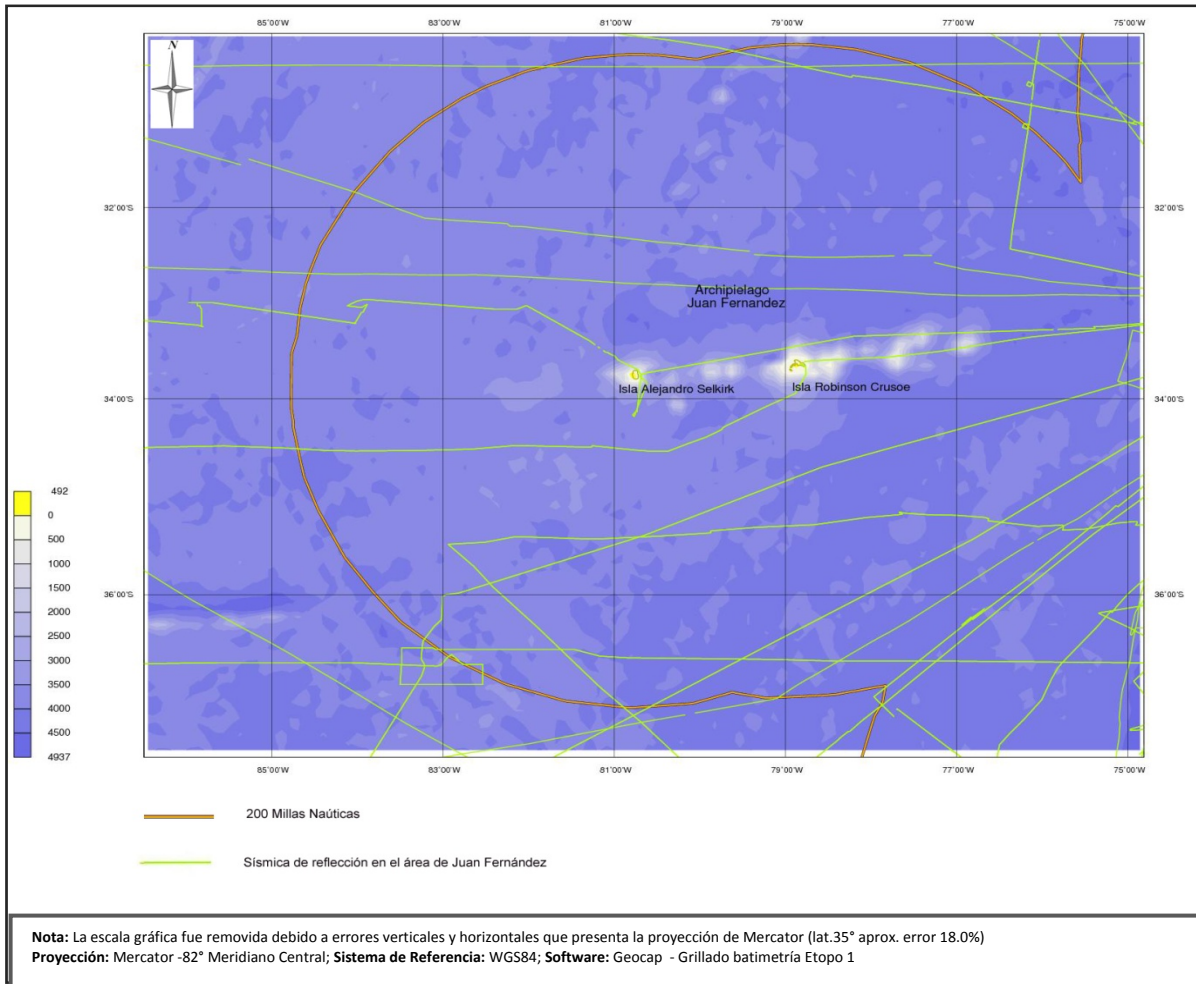 85°00'W 83°00'W 81°00'W 79°00'W 77°00'W 75°00'W
N
32°00'S 32°00'S
Archipielago
Juan Fernandez
Isla Alejandro Selkirk Isla Robinson Crusoe
34°00'S 34°00'S
492
0
500
1000
1500
2000
2500
3000
3500
4000
4500
4937
36°00'S 36°00'S
85°00'W 83°00'W 81°00'W 79°00'W 77°00'W 75°00'W
200 Millas Naúticas
Sísmica de reflección en el área de Juan Fernández
Nota: La escala gráfica fue removida debido a errores verticales y horizontales que presenta la proyección de Mercator (lat.35° aprox. error 18.0%)
Proyección: Mercator -82° Meridiano Central; Sistema de Referencia: WGS84; Software: Geocap - Grillado batimetría Etopo 1